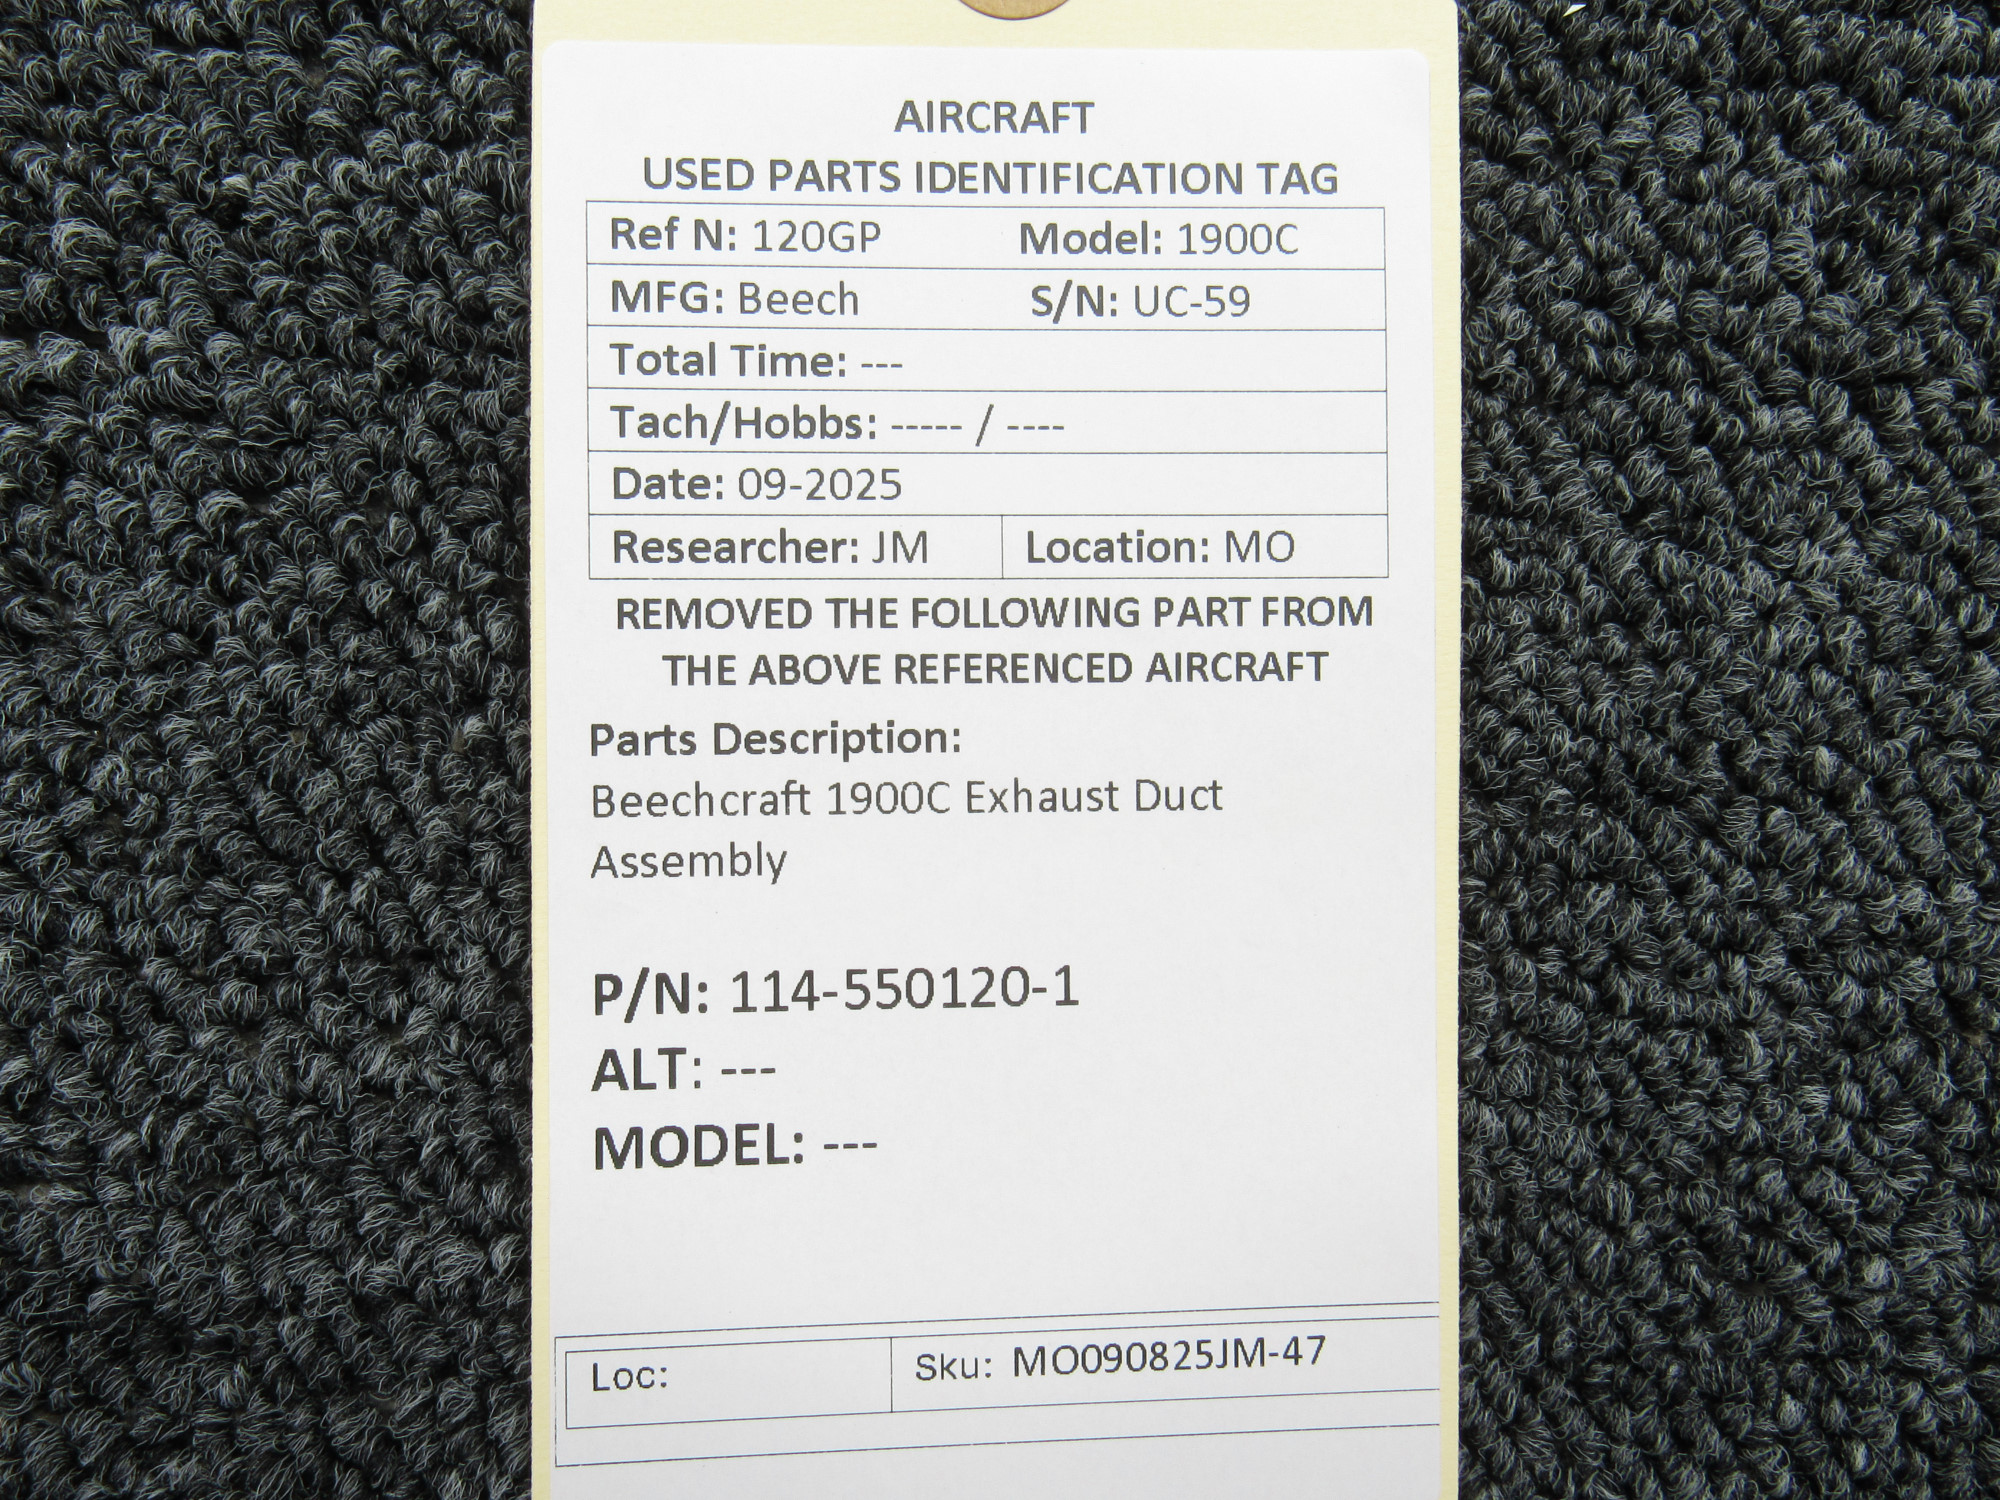 AIRCRAFT
USED PARTS IDENTIFICATION TAG
Ref N: 120GP Model: 1900C
MFG: Beech S/N: UC-59
Total Time: ---
Tach/Hobbs: ----- / ----
Date: 09-2025
Researcher: JM Location: MO
REMOVED THE FOLLOWING PART FROM
THE ABOVE REFERENCED AIRCRAFT
Parts Description:
Beechcraft 1900C Exhaust Duct
Assembly
P/N: 114-550120-1
ALT: ---
MODEL: ---
Loc: Sku: MO090825JM-47